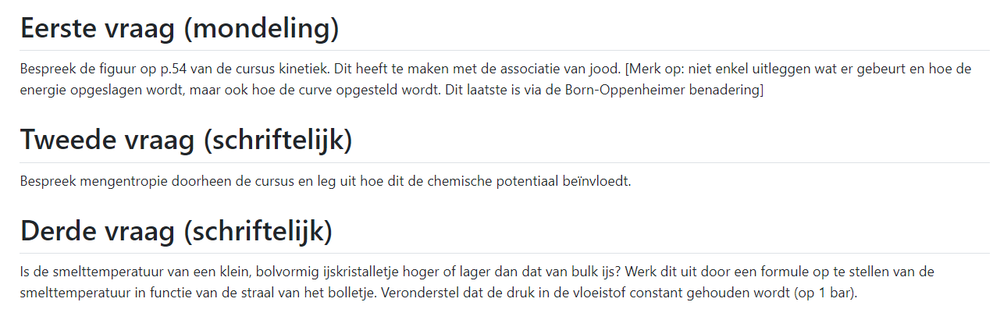 Eerste vraag (mondeling)
Bespreek de figuur op p.54 van de cursus kinetiek. Dit heeft te maken met de associatie van jood. [Merk op: niet enkel uitleggen wat er gebeurt en hoe de
energie opgeslagen wordt, maar ook hoe de curve opgesteld wordt. Dit laatste is via de Born-Oppenheimer benadering]
Tweede vraag (schriftelijk)
Bespreek mengentropie doorheen de cursus en leg uit hoe dit de chemische potentiaal beïnvloedt.
Derde vraag (schriftelijk)
Is de smelttemperatuur van een klein, bolvormig ijskristalletje hoger of lager dan dat van bulk ijs? Werk dit uit door een formule op te stellen van de
smelttemperatuur in functie van de straal van het bolletje. Veronderstel dat de druk in de vloeistof constant gehouden wordt (op 1 bar).